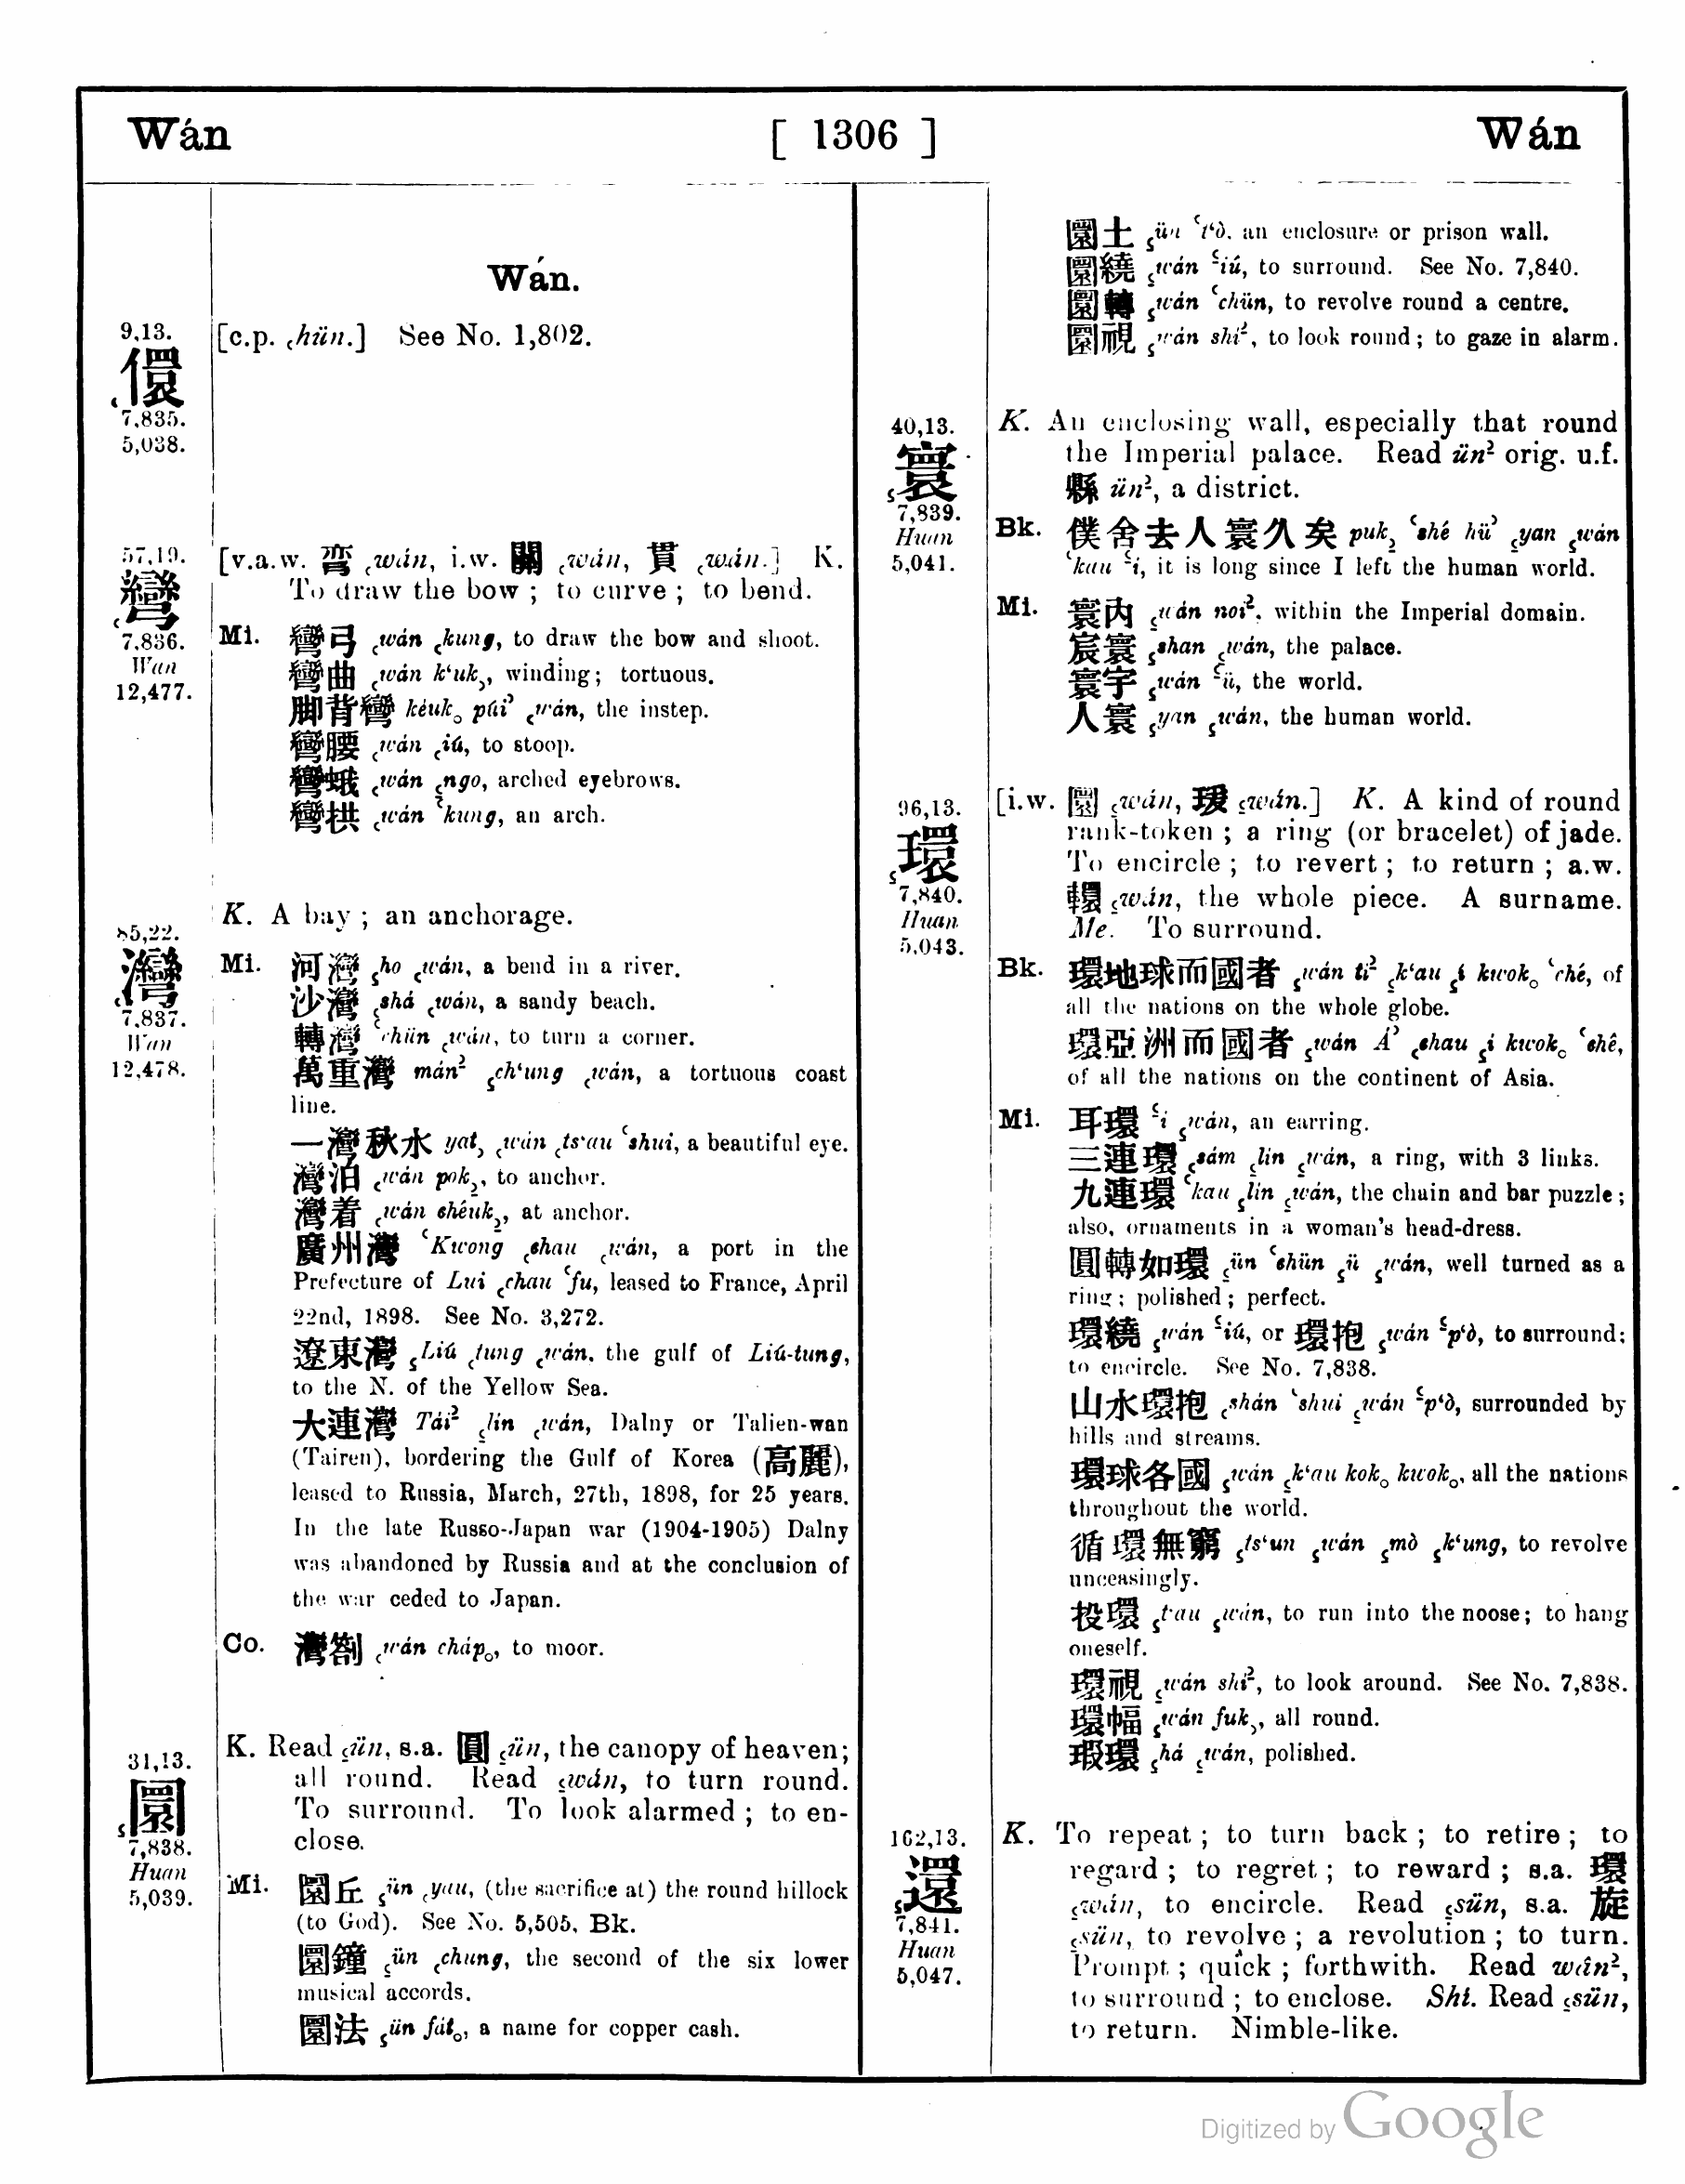 Wán [ 1306 ] Wán
Wán.
9,13.
儇
7,835.
5,038.
[c.p. ꜀hün.] See No. 1,802.
57,19.
彎
7,836.
Wan
12,477.
[v.a.w. 弯 ꜀wán, i.w. 關 ꜀wán, 貫 ꜀wán.] K.
To draw the bow ; to curve ; to bend.
Mi. 彎弓 ꜀wán ꜀kung, to draw the bow and shoot.
彎曲 ꜀wán k‘uk꜆, winding; tortuous.
脚背彎 kéuk꜀ púi꜄ ꜀wán, the instep.
彎腰 ꜀wán ꜀iú, to stoop.
彎蛾 ꜀wán ꜁ngo, arched eyebrows.
彎拱 ꜀wán ꜂kung, an arch.
85,22.
灣
7,837.
Wan
12,478.
K. A bay ; an anchorage.
Mi. 河灣 ꜁ho ꜀wán, a bend in a river.
沙灣 ꜀shá ꜀wán, a sandy beach.
轉灣 ꜂chün ꜀wán, to turn a corner.
萬重灣 mán² ꜁ch‘ung ꜀wán, a tortuous coast
line.
一灣秋水 yat꜆ ꜀wán ꜀ts‘au ꜂shui, a beautiful eye.
灣泊 ꜀wán pok꜇, to anchor.
灣着 ꜀wán chêuk꜇, at anchor.
廣州灣 ꜂Kwong ꜀chau ꜀wán, a port in the
Prefecture of Lui ꜀chau ꜂fu, leased to France, April
22nd, 1898. See No. 3,272.
遼東灣 ꜁Liú ꜀tung ꜀wán, the gulf of Liú-tung,
to the N. of the Yellow Sea.
大連灣 Tái² ꜁lin ꜀wán, Dalny or Talien-wan
(Tairen), bordering the Gulf of Korea (高麗),
leased to Russia, March, 27th, 1898, for 25 years.
In the late Russo-Japan war (1904-1905) Dalny
was abandoned by Russia and at the conclusion of
the war ceded to Japan.
Co. 灣劄 ꜀wán cháp꜀, to moor.
31,13.
圜
7,838.
Huan
5,039.
K. Read ꜁ün, s.a. 圓 ꜁ün, the canopy of heaven;
all round. Read ꜁wán, to turn round.
To surround. To look alarmed ; to en-
close.
Mi. 圜丘 ꜁ün ꜀yau, (the sacrifice at) the round hillock
(to God). See No. 5,505, Bk.
圜鐘 ꜁ün ꜀chung, the second of the six lower
musical accords.
圜法 ꜁ün fát꜀, a name for copper cash.
圜土 ꜁ün ꜂t‘ò, an enclosure or prison wall.
圜繞 ꜁wán ꜃iú, to surround. See No. 7,840.
圜轉 ꜁wán ꜂chün, to revolve round a centre.
圜視 ꜁wán shi², to look round ; to gaze in alarm.
40,13.
寰
7,839.
Huan
5,041.
K. An enclosing wall, especially that round
the Imperial palace. Read ün² orig. u.f.
縣 ün², a district.
Bk. 僕舍去人寰久矣 puk꜇ ꜂shé hü꜄ ꜁yan ꜁wán
꜂kau ꜃i, it is long since I left the human world.
Mi. 寰內 ꜁wán noi², within the Imperial domain.
宸寰 ꜁shan ꜁wán, the palace.
寰宇 ꜁wán ꜃ü, the world.
人寰 ꜁yan ꜁wán, the human world.
96,13.
環
7,840.
Huan
5,043.
[i.w. 圜 ꜁wán, 瑗 ꜁wán.] K. A kind of round
rank-token ; a ring (or bracelet) of jade.
To encircle ; to revert ; to return ; a.w.
轘 ꜁wán, the whole piece. A surname.
Me. To surround.
Bk. 環地球而國者 ꜁wán ti² ꜁k‘au ꜁í kwok꜀ ꜂ché, of
all the nations on the whole globe.
環亞洲而國者 ꜁wán Á꜄ ꜀chau ꜁i kwok꜀ ꜂chê,
of all the nations on the continent of Asia.
Mi. 耳環 ꜃i ꜁wán, an earring.
三連環 ꜀sám ꜁lin ꜁wán, a ring, with 3 links.
九連環 ꜂kau ꜁lin ꜁wán, the chain and bar puzzle ;
also, ornaments in a woman's head-dress.
圓轉如環 ꜁ün ꜂chün ꜁ü ꜁wán, well turned as a
ring ; polished ; perfect.
環繞 ꜁wán ꜃iú, or 環抱 ꜁wán ꜃p‘ò, to surround;
to encircle. See No. 7,838.
山水環抱 ꜀shán ꜂shui ꜁wán ꜃p‘ò, surrounded by
hills and streams.
環球各國 ꜁wán ꜁k‘au kok꜀ kwok꜀, all the nations
throughout the world.
循環無窮 ꜁ts‘un ꜁wán ꜁mò ꜁k‘ung, to revolve
unceasingly.
投環 ꜁t‘au ꜁wán, to run into the noose; to hang
oneself.
環視 ꜁wán shi², to look around. See No. 7,838.
環幅 ꜁wán fuk꜆, all round.
瑕環 ꜁há ꜁wán, polished.
162,13.
還
7,841.
Huan
5,047.
K. To repeat ; to turn back ; to retire ; to
regard ; to regret ; to reward ; s.a. 環
꜁wán, to encircle. Read ꜁sün, s.a. 旋
꜁sün, to revolve ; a revolution ; to turn.
Prompt ; quick ; forthwith. Read wân²,
to surround ; to enclose. Shi. Read ꜁sün,
to return. Nimble-like.
Digitized by Google